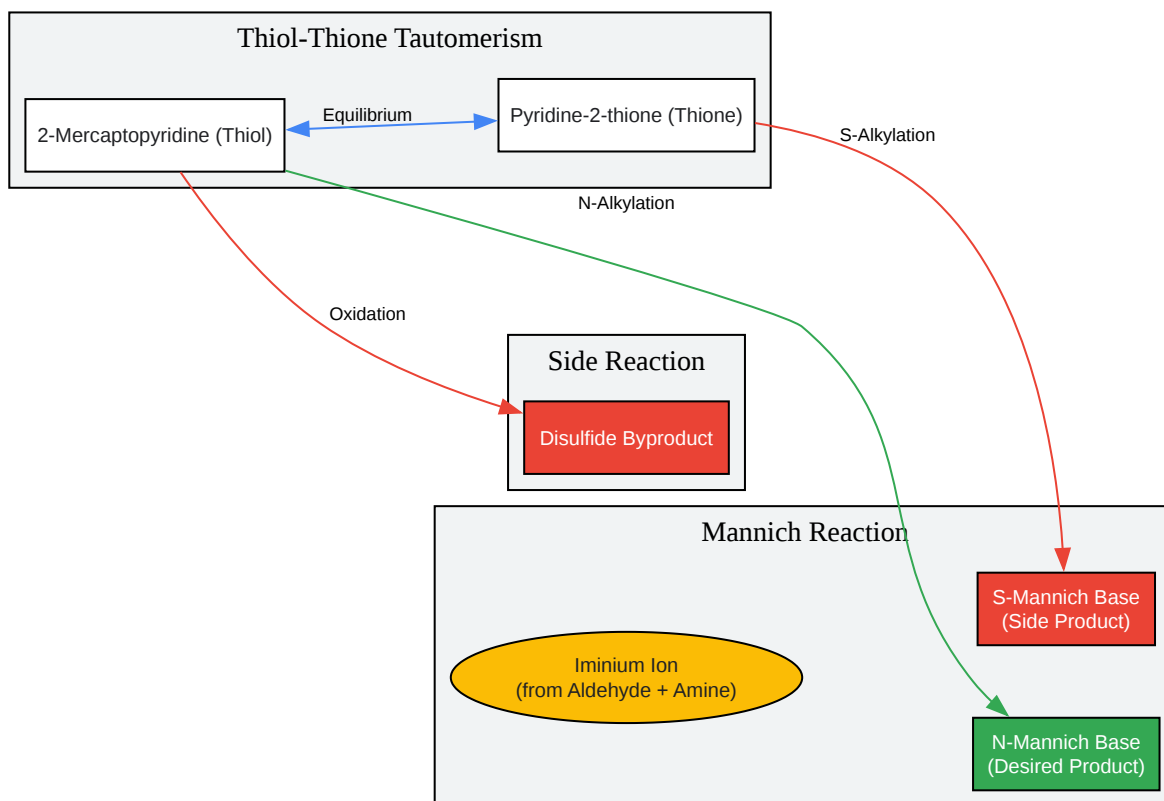 Thiol-Thione Tautomerism
2-Mercaptopyridine (Thiol)
Equilibrium
Pyridine-2-thione (Thione)
S-Alkylation
N-Alkylation
Oxidation
Side Reaction
Disulfide Byproduct
Mannich Reaction
S-Mannich Base
(Side Product)
Iminium Ion
(from Aldehyde + Amine)
N-Mannich Base
(Desired Product)